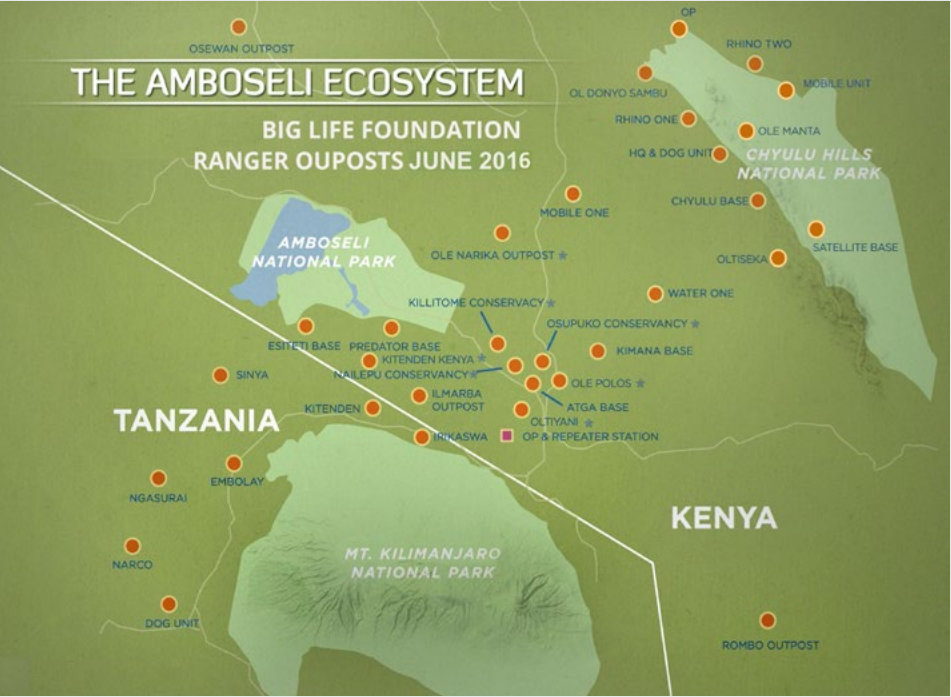 OP
OSEWAN OUTPOST
RHINO TWO
THE AMBOSELI ECOSYSTEM
MOBILE UNIT
OL DONYO SAMBU
BIG LIFE FOUNDATION
RANGER OUPOSTS JUNE 2016
RHINO ONE
OLE MANTA
HQ & DOG UNIT
CHYULU HILLS
NATIONAL PARK
CHYULU BASE
MOBILE ONE
AMBOSELI
NATIONAL PARK
SATELLITE BASE
OLE NARIKA OUTPOST ★
OLTISEKA
WATER ONE
KILLITOME CONSERVACY ★
OSUPUKO CONSERVANCY ★
ESITETI BASE
PREDATOR BASE
KIMANA BASE
KITENDEN KENYA ★
NAILEPU CONSERVANCY ★
SINYA
OLE POLOS ★
ILMARBA
OUTPOST
KITENDEN
ATGA BASE
TANZANIA
OLTIYANI ★
IRIKASWA
OP & REPEATER STATION
EMBOLAY
NGASURAI
KENYA
MT. KILIMANJARO
NATIONAL PARK
NARCO
DOG UNIT
ROMBO OUTPOST